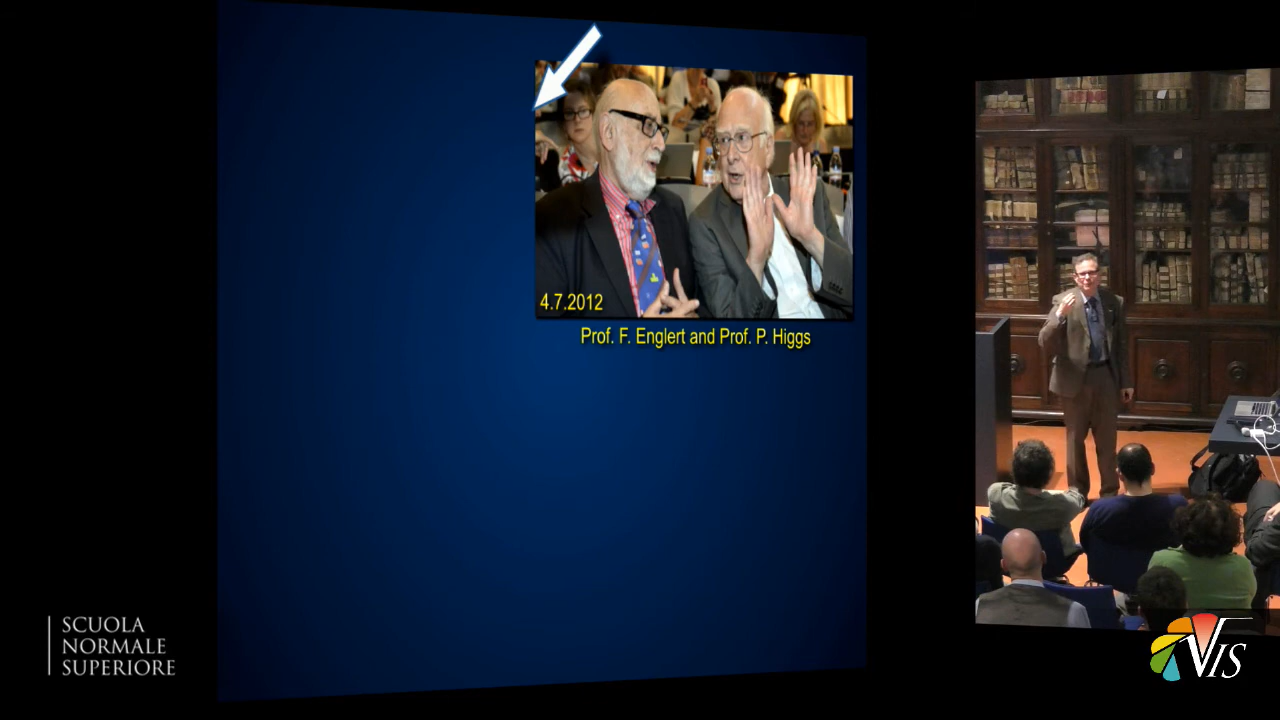 4.7.2012
Prof. F. Englert and Prof. P. Higgs
SCUOLA
NORMALE
SUPERIORE
VIS